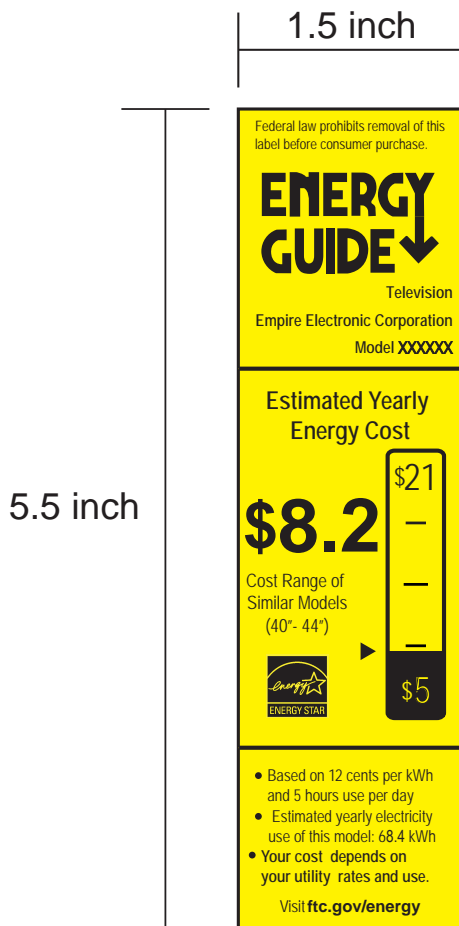 1.5 inch
Federal law prohibits removal of this
label before consumer purchase.
ENERGY
GUIDE
Television
Empire Electronic Corporation
Model XXXXXX
Estimated Yearly
Energy Cost
$21
$8.2
5.5 inch
Cost Range of
Similar Models
(40"- 44")
$5
energy
ENERGY STAR
• Based on 12 cents per kWh
and 5 hours use per day
• Estimated yearly electricity
use of this model: 68.4 kWh
• Your cost depends on
your utility rates and use.
Visit ftc.gov/energy